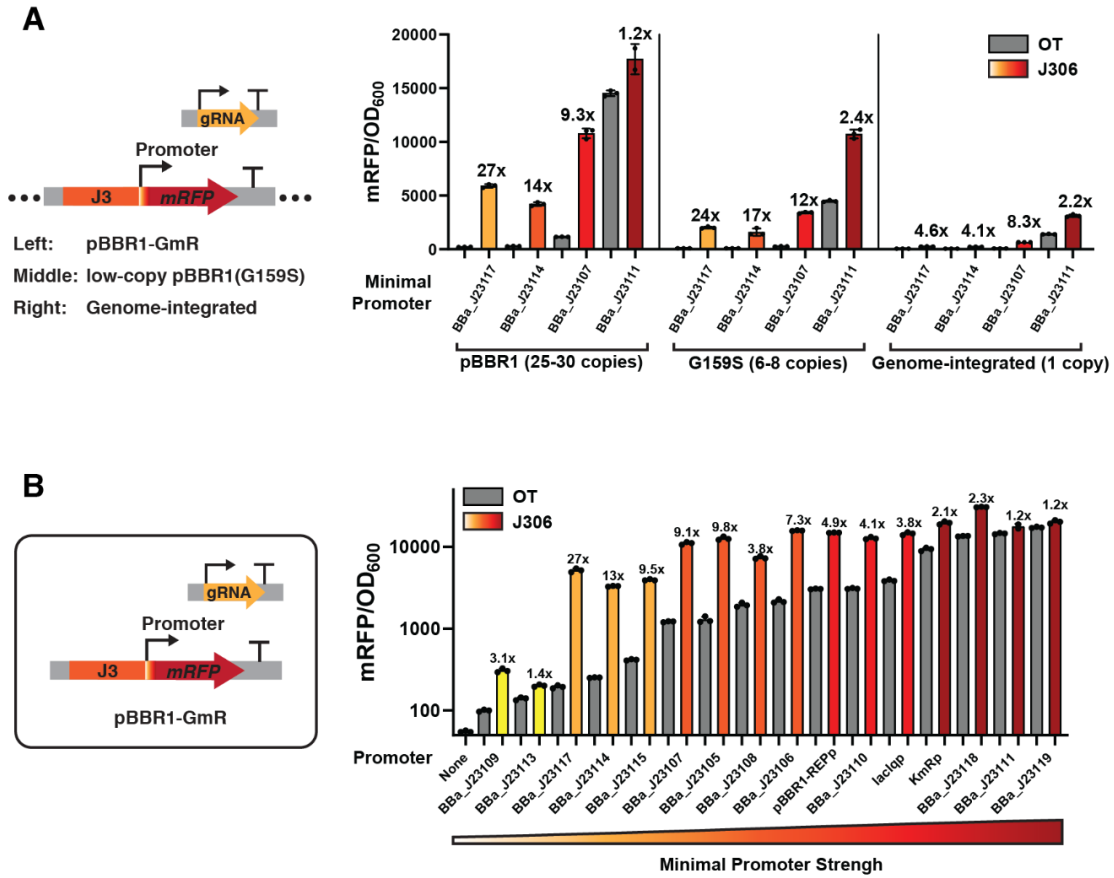 A
gRNA
Promoter
J3
mRFP
Left: pBBR1-GmR
Middle: low-copy pBBR1(G159S)
Right: Genome-integrated
mRFP/OD600
20000
15000
10000
5000
0
27x
14x
9.3x
1.2x
24x
17x
12x
2.4x
4.6x
4.1x
8.3x
2.2x
OT
J306
Minimal
Promoter
BBa_J23117
BBa_J23114
BBa_J23107
BBa_J23111
BBa_J23117
BBa_J23114
BBa_J23107
BBa_J23111
BBa_J23117
BBa_J23114
BBa_J23107
BBa_J23111
pBBR1 (25-30 copies)
G159S (6-8 copies)
Genome-integrated (1 copy)
B
gRNA
Promoter
J3
mRFP
pBBR1-GmR
OT
J306
mRFP/OD600
10000
1000
100
3.1x
1.4x
27x
13x
9.5x
9.1x
9.8x
3.8x
7.3x
4.9x
4.1x
3.8x
2.1x
2.3x
1.2x
1.2x
Promoter
None
BBa_J23109
BBa_J23113
BBa_J23117
BBa_J23114
BBa_J23115
BBa_J23107
BBa_J23105
BBa_J23108
BBa_J23106
pBBR1-REPp
BBa_J23110
lacIqp
KmRp
BBa_J23118
BBa_J23111
BBa_J23119
Minimal Promoter Strengh